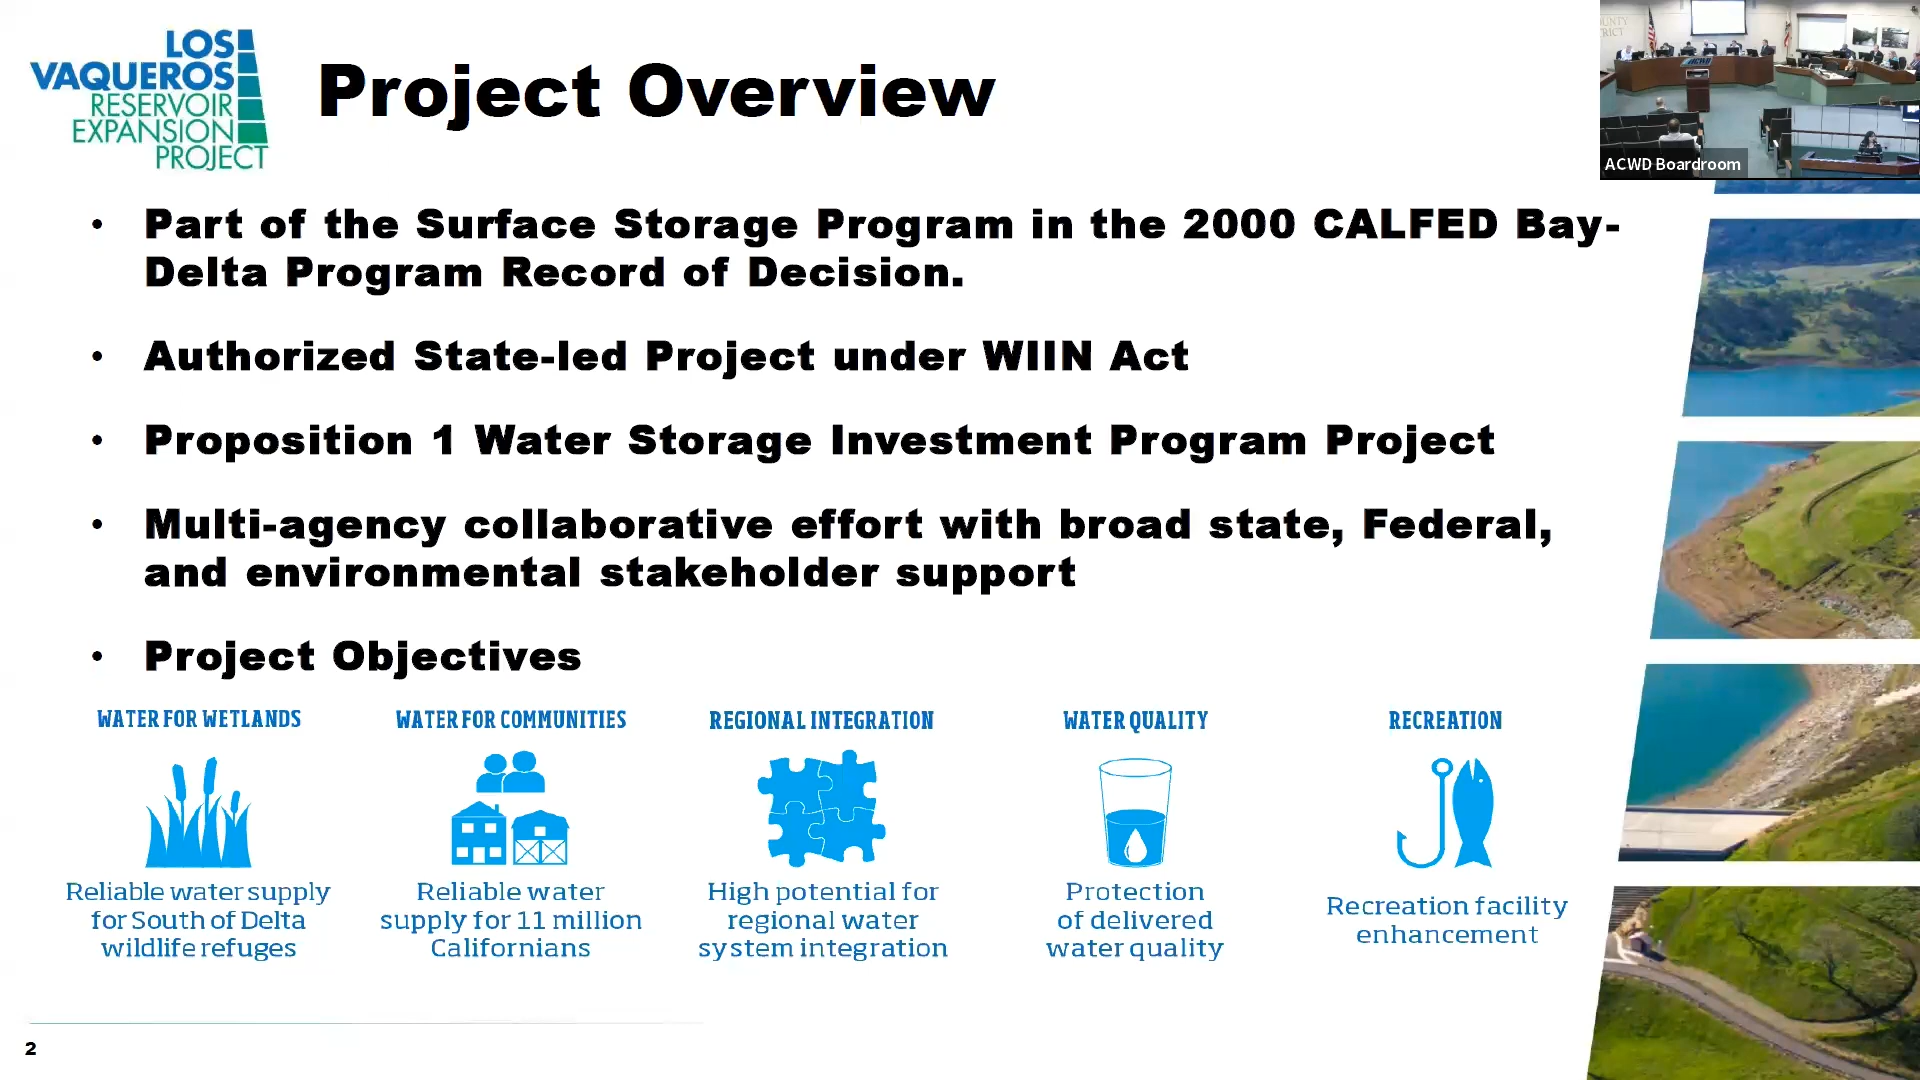 LOS
VAQUEROS
RESERVOIR
EXPANSION
PROJECT
Project Overview
ACWD
ACWD Boardroom
• Part of the Surface Storage Program in the 2000 CALFED Bay-
Delta Program Record of Decision.
• Authorized State-led Project under WIIN Act
• Proposition 1 Water Storage Investment Program Project
• Multi-agency collaborative effort with broad state, Federal,
and environmental stakeholder support
• Project Objectives
WATER FOR WETLANDS
Reliable water supply
for South of Delta
wildlife refuges
WATER FOR COMMUNITIES
Reliable water
supply for 11 million
Californians
REGIONAL INTEGRATION
High potential for
regional water
system integration
WATER QUALITY
Protection
of delivered
water quality
RECREATION
Recreation facility
enhancement
2